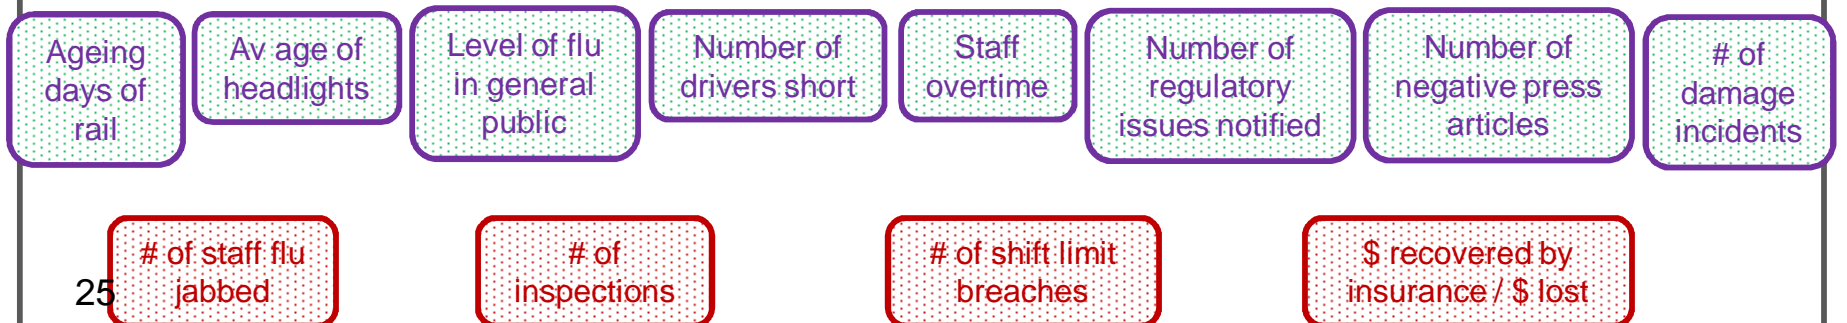 Ageing
days of
rail
Av age of
headlights
Level of flu
in general
public
Number of
drivers short
Staff
overtime
Number of
regulatory
issues notified
Number of
negative press
articles
# of
damage
incidents
# of staff flu
jabbed
# of
inspections
# of shift limit
breaches
$ recovered by
insurance / $ lost
25